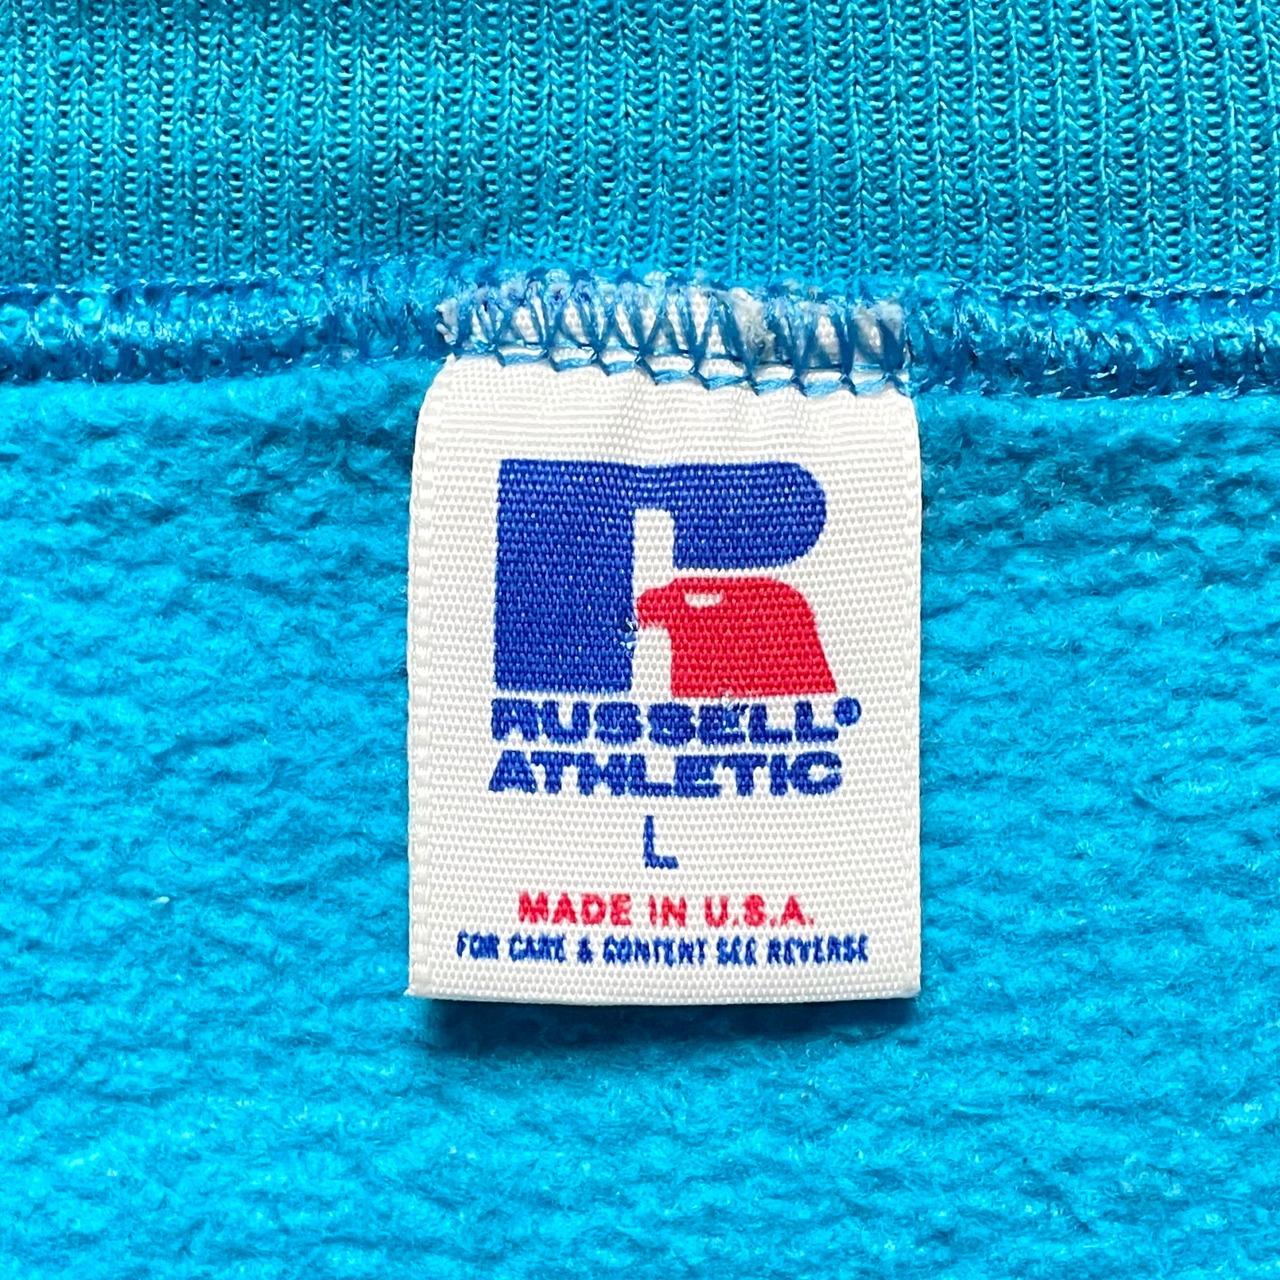 R
RUSSELL®
ATHLETIC
L
MADE IN U.S.A.
FOR CARE & CONTENT SEE REVERSE